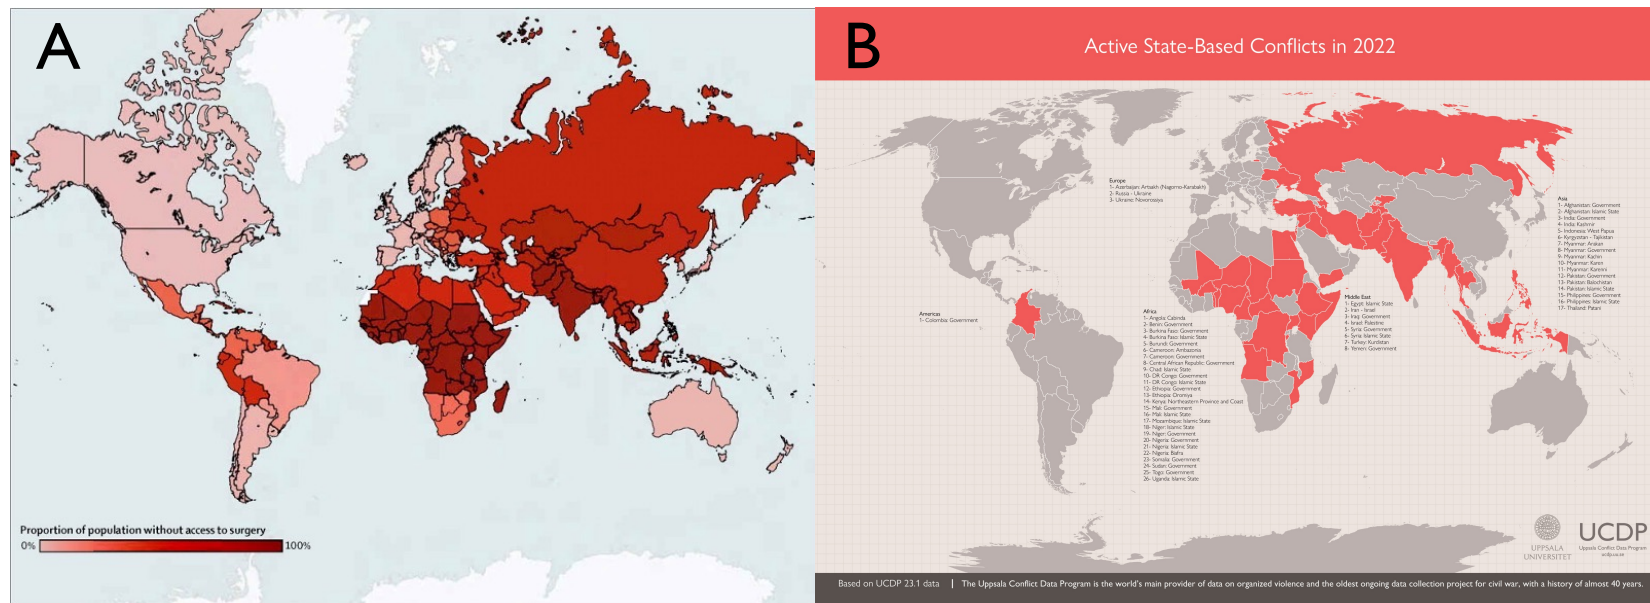 A
Proportion of population without access to surgery
0%
100%
B
Active State-Based Conflicts in 2022
Europe
1- Azerbaijan: Artsakh (Nagorno-Karabakh)
2- Russia - Ukraine
3- Ukraine: Novorossiya
Americas
1- Colombia: Government
Africa
1- Angola: Cabinda
2- Benin: Government
3- Burkina Faso: Government
4- Burkina Faso: Islamic State
5- Burundi: Government
6- Cameroon: Ambazonia
7- Cameroon: Government
8- Central African Republic: Government
9- Chad: Islamic State
10- DR Congo: Government
11- DR Congo: Islamic State
12- Ethiopia: Government
13- Ethiopia: Oromiya
14- Kenya: Northeastern Province and Coast
15- Mali: Government
16- Mali: Islamic State
17- Mozambique: Islamic State
18- Niger: Islamic State
19- Niger: Government
20- Nigeria: Government
21- Nigeria: Islamic State
22- Nigeria: Biafra
23- Somalia: Government
24- Sudan: Government
25- Togo: Government
26- Uganda: Islamic State
Middle East
1- Egypt: Islamic State
2- Iran - Israel
3- Iraq: Government
4- Israel: Palestine
5- Syria: Government
6- Syria: Islamic State
7- Turkey: Kurdistan
8- Yemen: Government
Asia
1- Afghanistan: Government
2- Afghanistan: Islamic State
3- India: Government
4- India: Kashmir
5- Indonesia: West Papua
6- Kyrgyzstan - Tajikistan
7- Myanmar: Arakan
8- Myanmar: Government
9- Myanmar: Kachin
10- Myanmar: Karen
11- Myanmar: Karenni
12- Pakistan: Government
13- Pakistan: Balochistan
14- Pakistan: Islamic State
15- Philippines: Government
16- Philippines: Islamic State
17- Thailand: Patani
UPPSALA
UNIVERSITET
UCDP
Uppsala Conflict Data Program
ucdp.uu.se
Based on UCDP 23.1 data | The Uppsala Conflict Data Program is the world's main provider of data on organized violence and the oldest ongoing data collection project for civil war, with a history of almost 40 years.